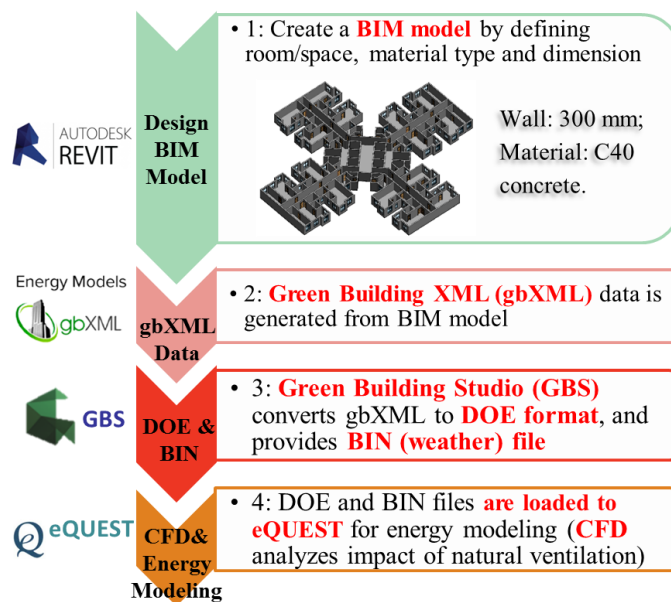 • 1: Create a BIM model by defining
room/space, material type and dimension
AUTODESK
REVIT
Design
BIM
Model
Wall: 300 mm;
Material: C40
concrete.
Energy Models
gbXML
gbXML
Data
• 2: Green Building XML (gbXML) data is
generated from BIM model
GBS
DOE &
BIN
• 3: Green Building Studio (GBS)
converts gbXML to DOE format, and
provides BIN (weather) file
eQUEST
CFD&
Energy
Modeling
• 4: DOE and BIN files are loaded to
eQUEST for energy modeling (CFD
analyzes impact of natural ventilation)